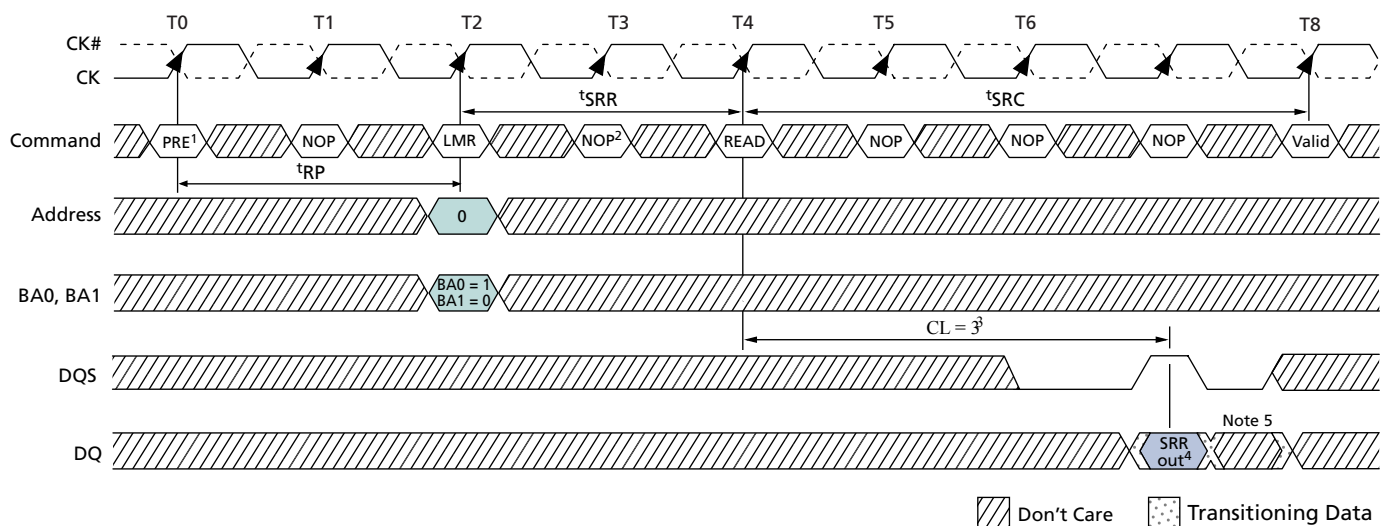 T0 T1 T2 T3 T4 T5 T6 T8
CK#
CK
tSRR tSRC
Command PRE1 NOP LMR NOP2 READ NOP NOP NOP Valid
tRP
Address 0
BA0, BA1 BA0 = 1
BA1 = 0
CL = 33
DQS
Note 5
DQ SRR
out4
Don't Care Transitioning Data